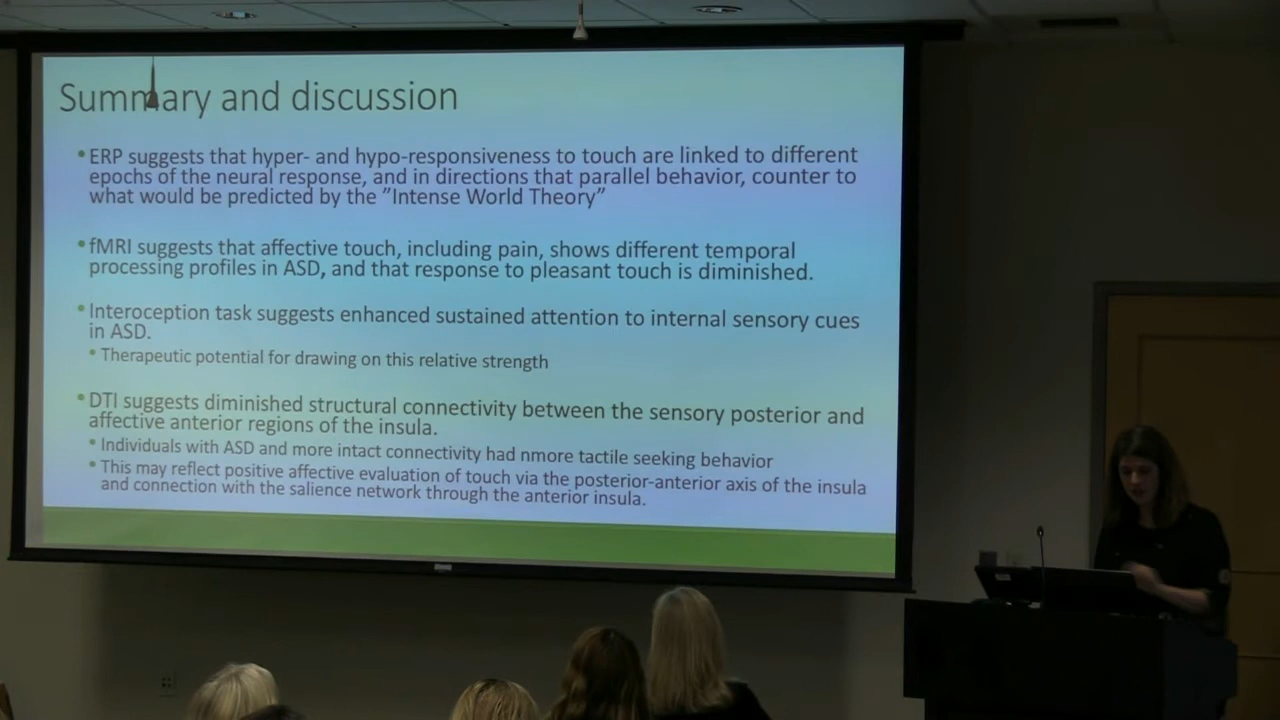 Summary and discussion
•ERP suggests that hyper- and hypo-responsiveness to touch are linked to different
epochs of the neural response, and in directions that parallel behavior, counter to
what would be predicted by the ”Intense World Theory”
•fMRI suggests that affective touch, including pain, shows different temporal
processing profiles in ASD, and that response to pleasant touch is diminished.
•Interoception task suggests enhanced sustained attention to internal sensory cues
in ASD.
•Therapeutic potential for drawing on this relative strength
•DTI suggests diminished structural connectivity between the sensory posterior and
affective anterior regions of the insula.
•Individuals with ASD and more intact connectivity had nmore tactile seeking behavior
•This may reflect positive affective evaluation of touch via the posterior-anterior axis of the insula
and connection with the salience network through the anterior insula.